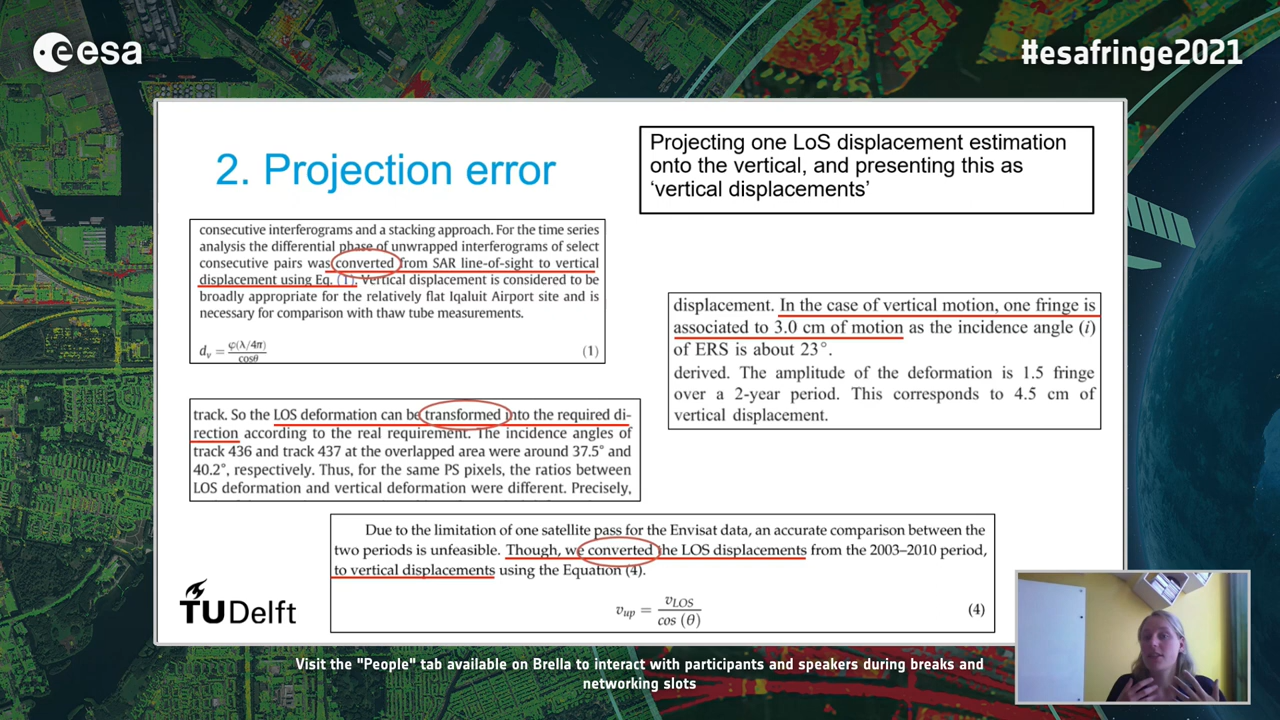 esa
#esafringe2021
2. Projection error
Projecting one LoS displacement estimation
onto the vertical, and presenting this as
‘vertical displacements’
consecutive interferograms and a stacking approach. For the time series
analysis the differential phase of unwrapped interferograms of select
consecutive pairs was converted from SAR line-of-sight to vertical
displacement using Eq. (1). Vertical displacement is considered to be
broadly appropriate for the relatively flat Iqaluit Airport site and is
necessary for comparison with thaw tube measurements.
d_v = φ(λ/4π) / cosθ (1)
displacement. In the case of vertical motion, one fringe is
associated to 3.0 cm of motion as the incidence angle (i)
of ERS is about 23°.
derived. The amplitude of the deformation is 1.5 fringe
over a 2-year period. This corresponds to 4.5 cm of
vertical displacement.
track. So the LOS deformation can be transformed into the required di-
rection according to the real requirement. The incidence angles of
track 436 and track 437 at the overlapped area were around 37.5° and
40.2°, respectively. Thus, for the same PS pixels, the ratios between
LOS deformation and vertical deformation were different. Precisely,
Due to the limitation of one satellite pass for the Envisat data, an accurate comparison between the
two periods is unfeasible. Though, we converted the LOS displacements from the 2003–2010 period,
to vertical displacements using the Equation (4).
v_up = v_LOS / cos (θ) (4)
TUDelft
Visit the "People" tab available on Brella to interact with participants and speakers during breaks and
networking slots